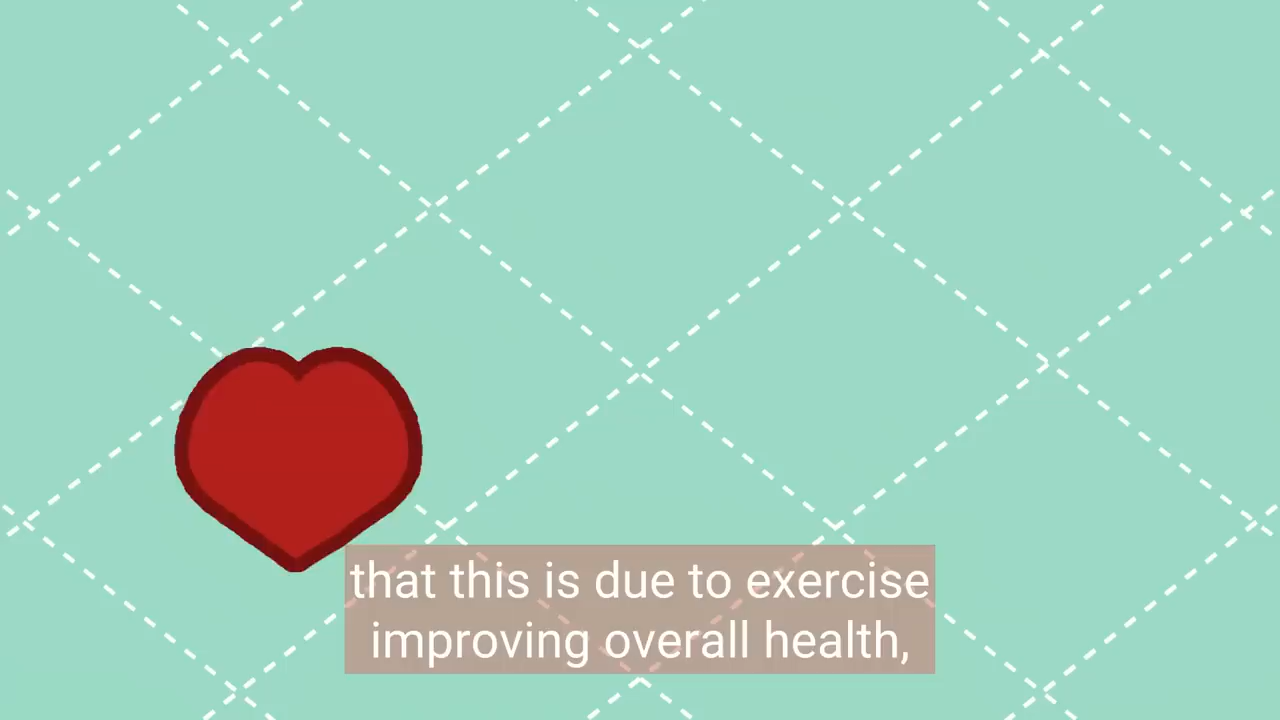 that this is due to exercise
improving overall health,